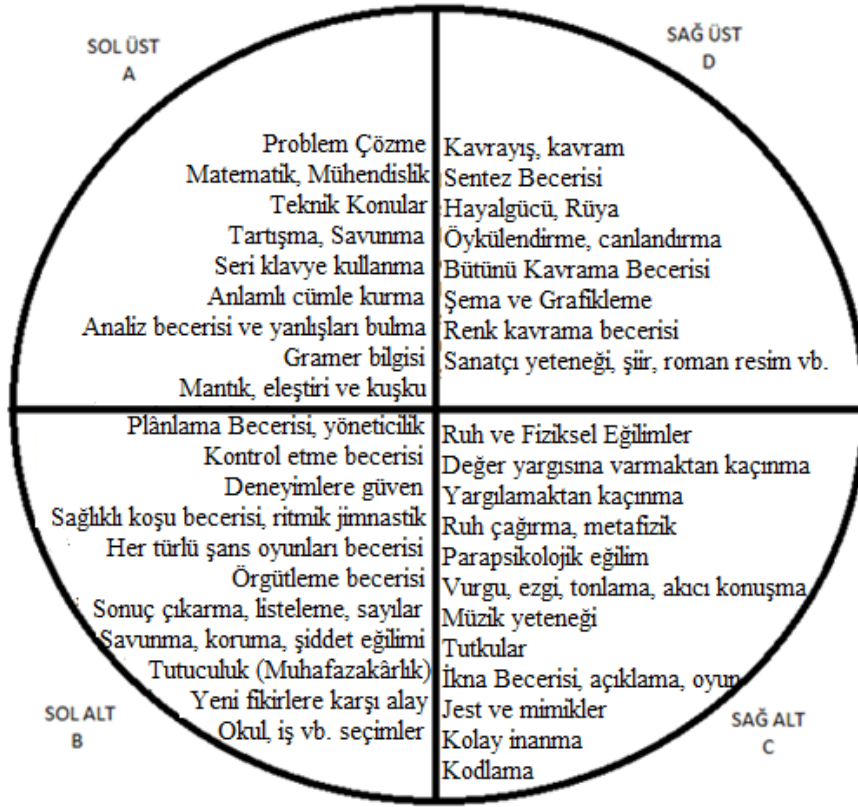 SOL ÜST
A
Problem Çözme
Matematik, Mühendislik
Teknik Konular
Tartışma, Savunma
Seri klavye kullanma
Anlamlı cümle kurma
Analiz becerisi ve yanlışları bulma
Gramer bilgisi
Mantık, eleştiri ve kuşku
SAĞ ÜST
D
Kavrayış, kavram
Sentez Becerisi
Hayalgücü, Rüya
Öykülendirme, canlandırma
Bütünü Kavrama Becerisi
Şema ve Grafikleme
Renk kavrama becerisi
Sanatçı yeteneği, şiir, roman resim vb.
Plânlama Becerisi, yöneticilik
Kontrol etme becerisi
Deneyimlere güven
Sağlıklı koşu becerisi, ritmik jimnastik
Her türlü şans oyunları becerisi
Örgütleme becerisi
Sonuç çıkarma, listeleme, sayılar
Savunma, koruma, şiddet eğilimi
Tutuculuk (Muhafazakârlık)
Yeni fikirlere karşı alay
Okul, iş vb. seçimler
SOL ALT
B
Ruh ve Fiziksel Eğilimler
Değer yargısına varmaktan kaçınma
Yargılamaktan kaçınma
Ruh çağırma, metafizik
Parapsikolojik eğilim
Vurgu, ezgi, tonlama, akıcı konuşma
Müzik yeteneği
Tutkular
İkna Becerisi, açıklama, oyun
Jest ve mimikler
Kolay inanma
Kodlama
SAĞ ALT
C